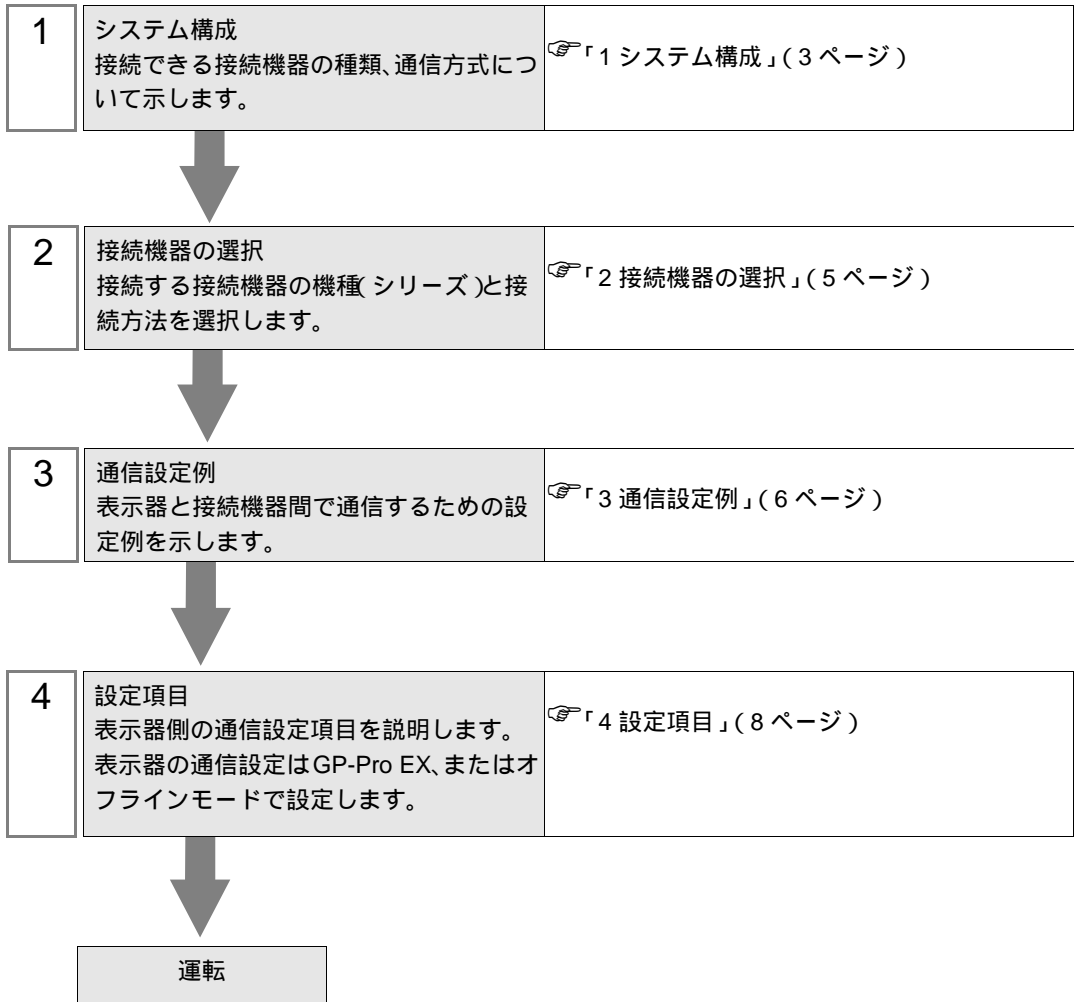 1
システム構成
接続できる接続機器の種類、通信方式につ
いて示します。
☞「1 システム構成」(3 ページ)
2
接続機器の選択
接続する接続機器の機種(シリーズ)と接
続方法を選択します。
☞「2 接続機器の選択」(5 ページ)
3
通信設定例
表示器と接続機器間で通信するための設
定例を示します。
☞「3 通信設定例」(6 ページ)
4
設定項目
表示器側の通信設定項目を説明します。
表示器の通信設定はGP-Pro EX、またはオ
フラインモードで設定します。
☞「4 設定項目」(8 ページ)
運転